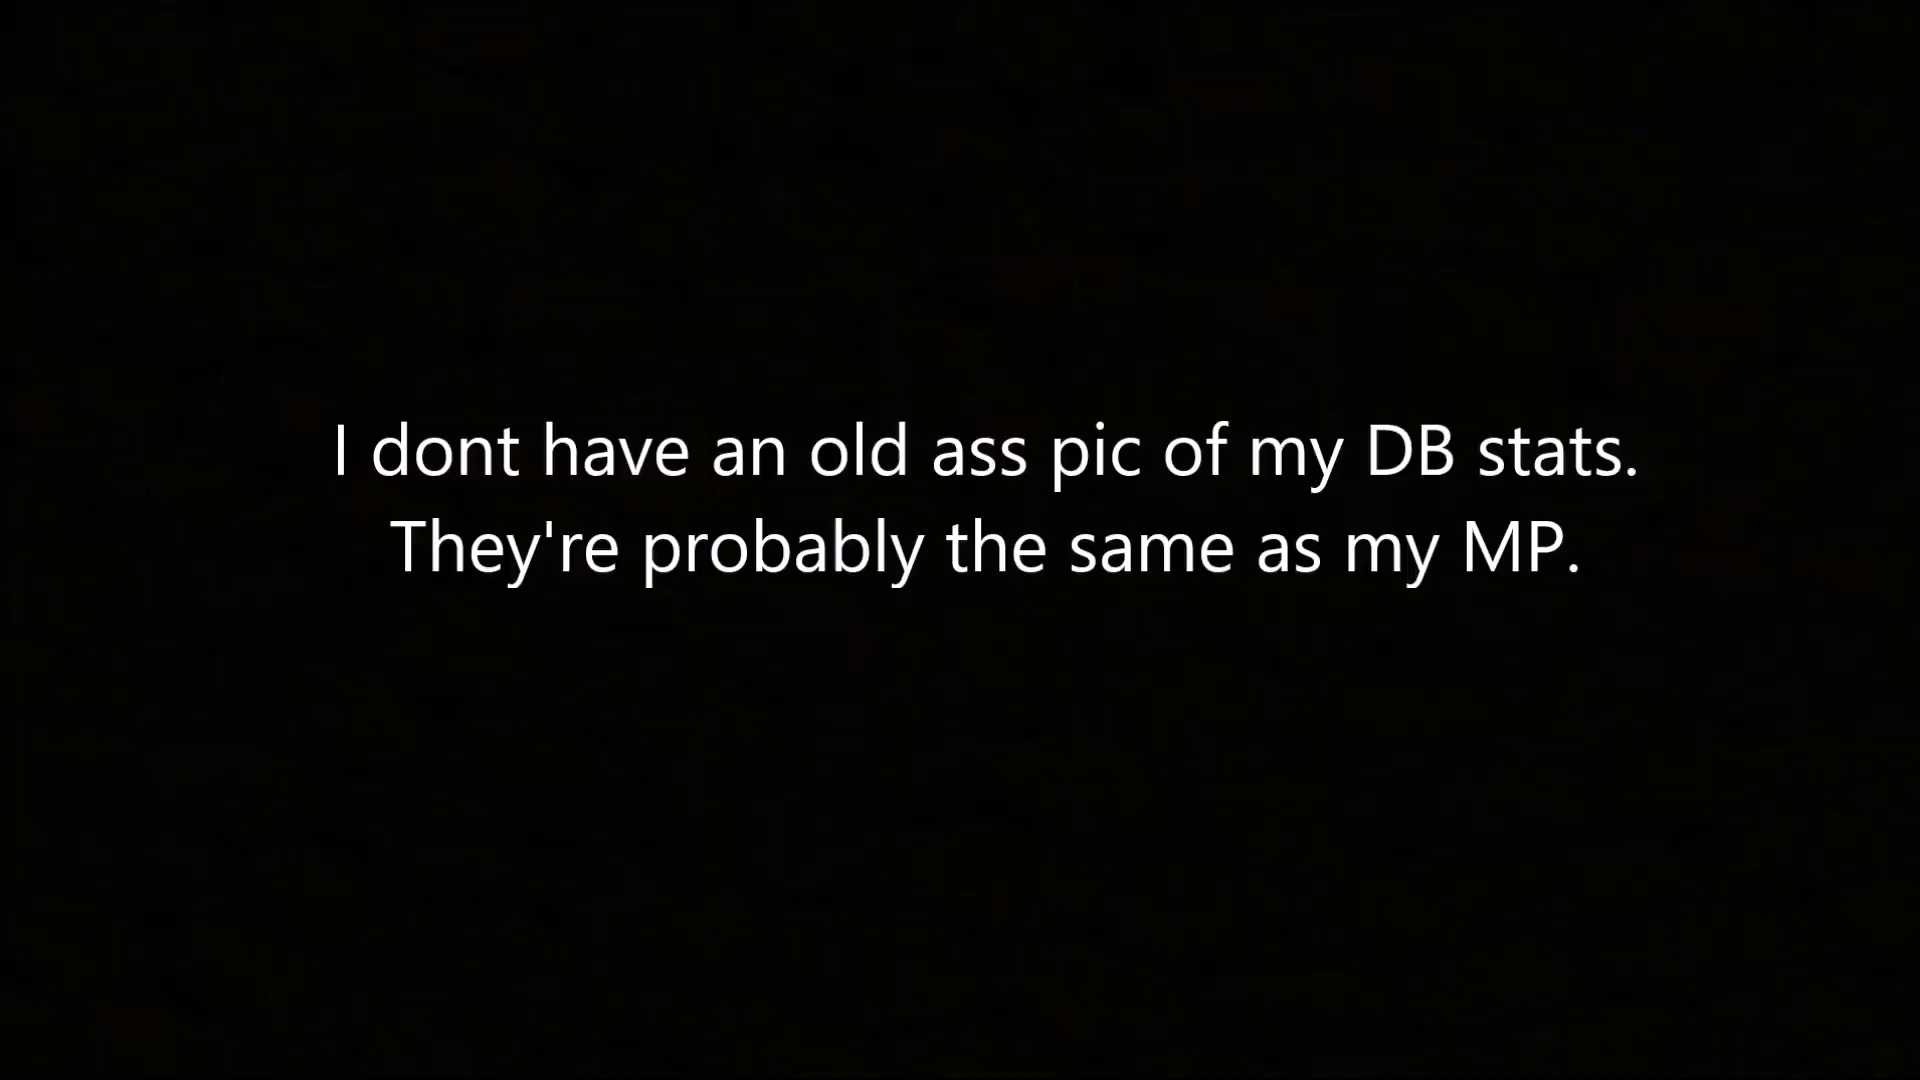 I dont have an old ass pic of my DB stats.
They're probably the same as my MP.